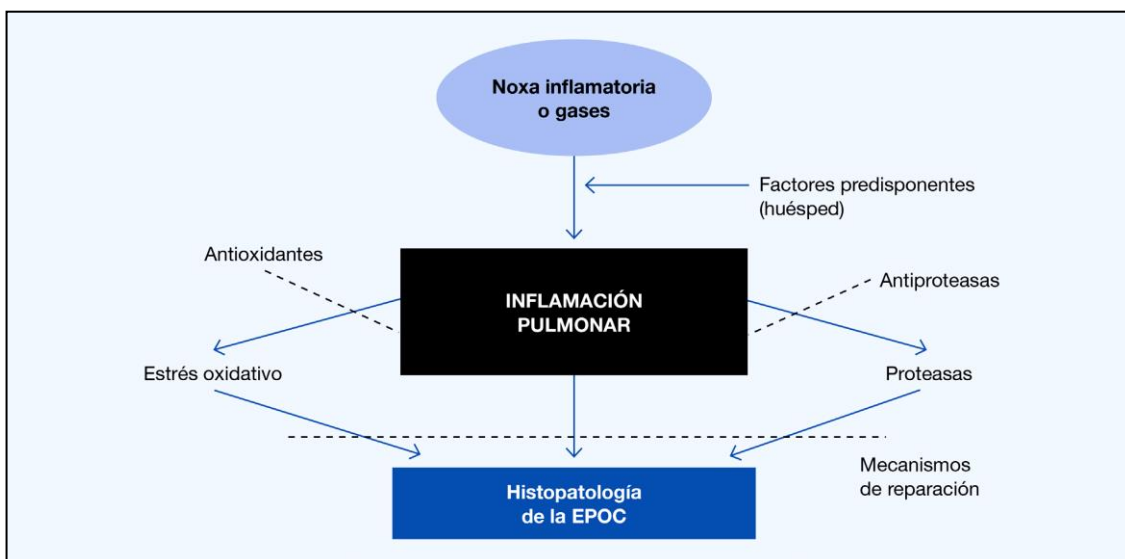 Noxa inflamatoria
o gases
Factores predisponentes
(huésped)
Antioxidantes
Antiproteasas
INFLAMACIÓN
PULMONAR
Estrés oxidativo
Proteasas
Mecanismos
de reparación
Histopatología
de la EPOC